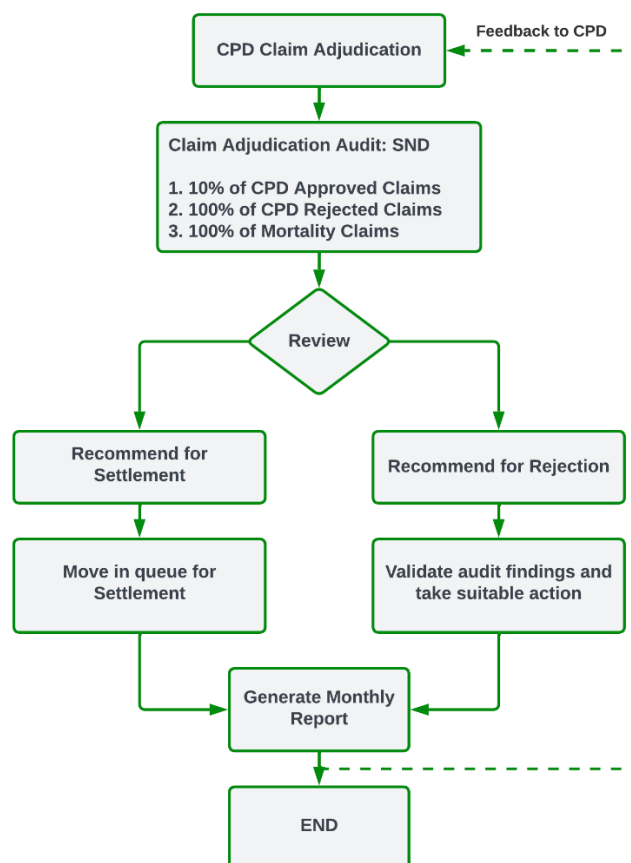 Feedback to CPD
CPD Claim Adjudication
Claim Adjudication Audit: SND
1. 10% of CPD Approved Claims
2. 100% of CPD Rejected Claims
3. 100% of Mortality Claims
Review
Recommend for
Settlement
Recommend for Rejection
Move in queue for
Settlement
Validate audit findings and
take suitable action
Generate Monthly
Report
END